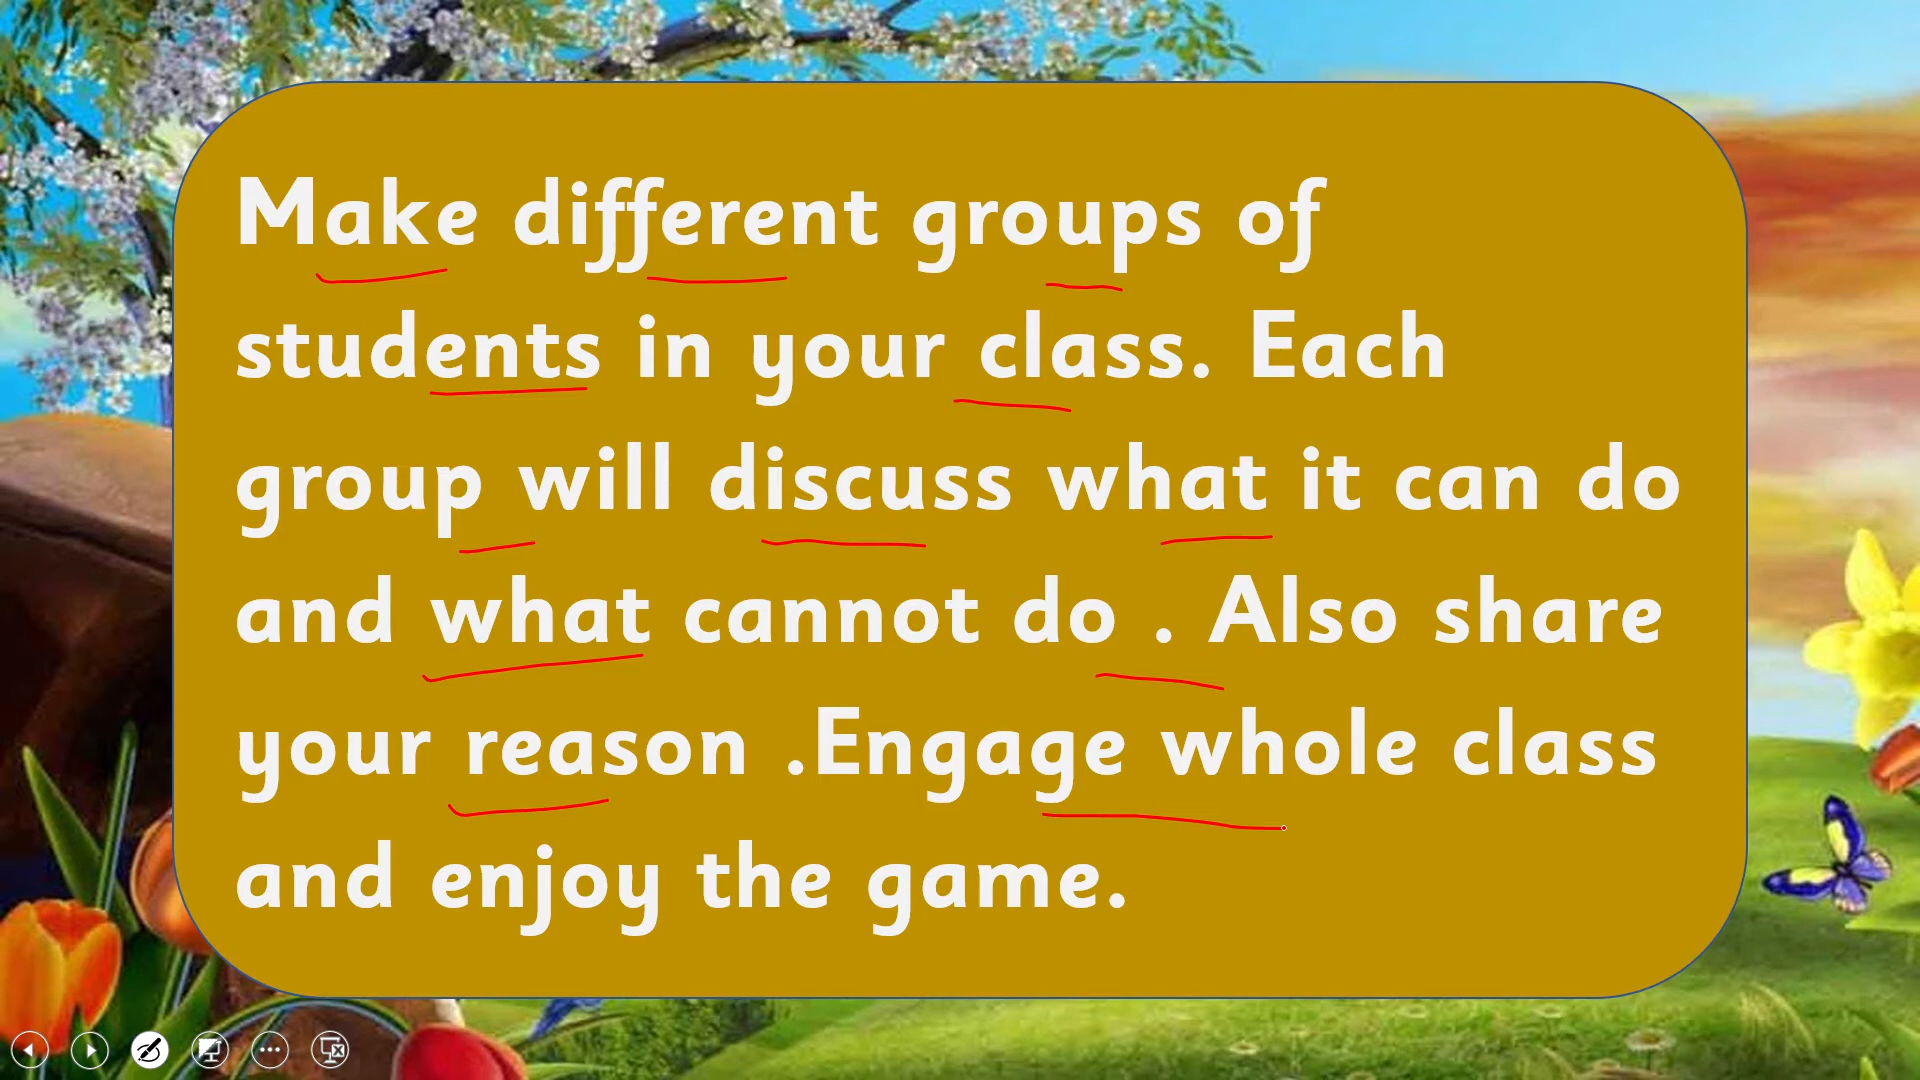 Make different groups of
students in your class. Each
group will discuss what it can do
and what cannot do . Also share
your reason .Engage whole class
and enjoy the game.